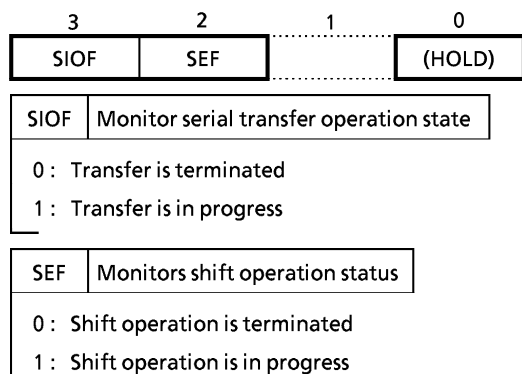 3 2 1 0
SIOF SEF (HOLD)
SIOF Monitor serial transfer operation state
0 : Transfer is terminated
1 : Transfer is in progress
SEF Monitors shift operation status
0 : Shift operation is terminated
1 : Shift operation is in progress